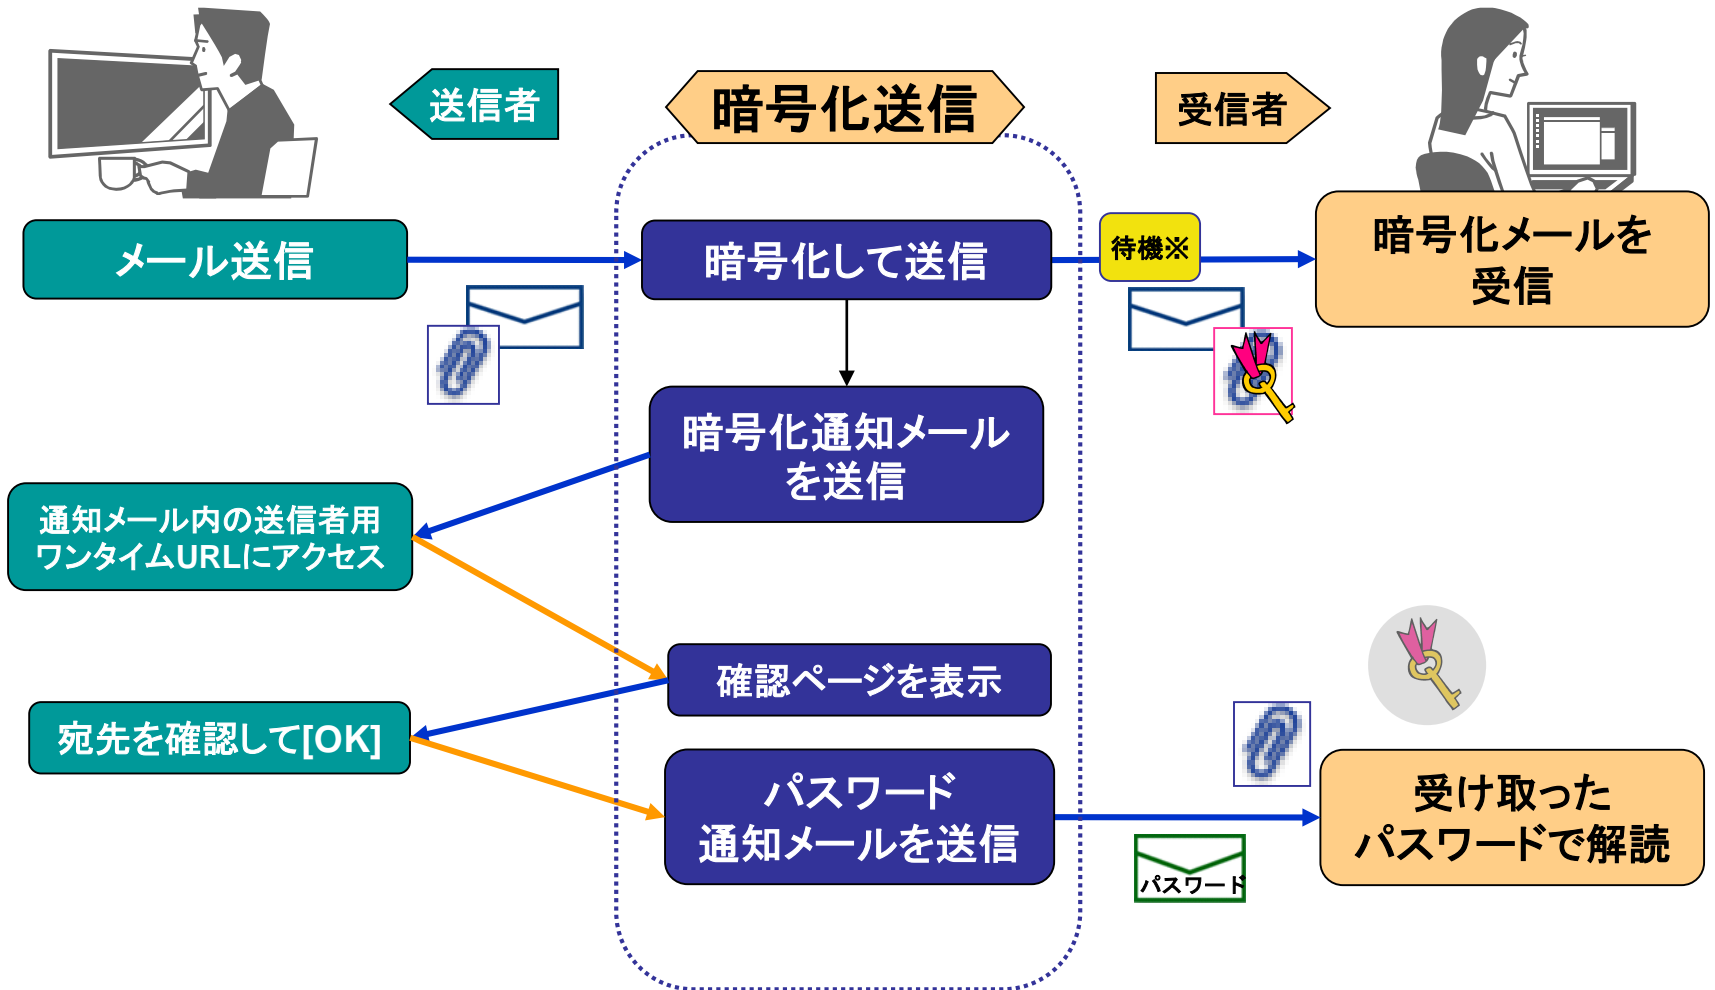 送信者
暗号化送信
受信者
メール送信
暗号化して送信
待機※
暗号化メールを
受信
暗号化通知メール
を送信
通知メール内の送信者用
ワンタイムURLにアクセス
確認ページを表示
宛先を確認して[OK]
パスワード
通知メールを送信
パスワード
受け取った
パスワードで解読